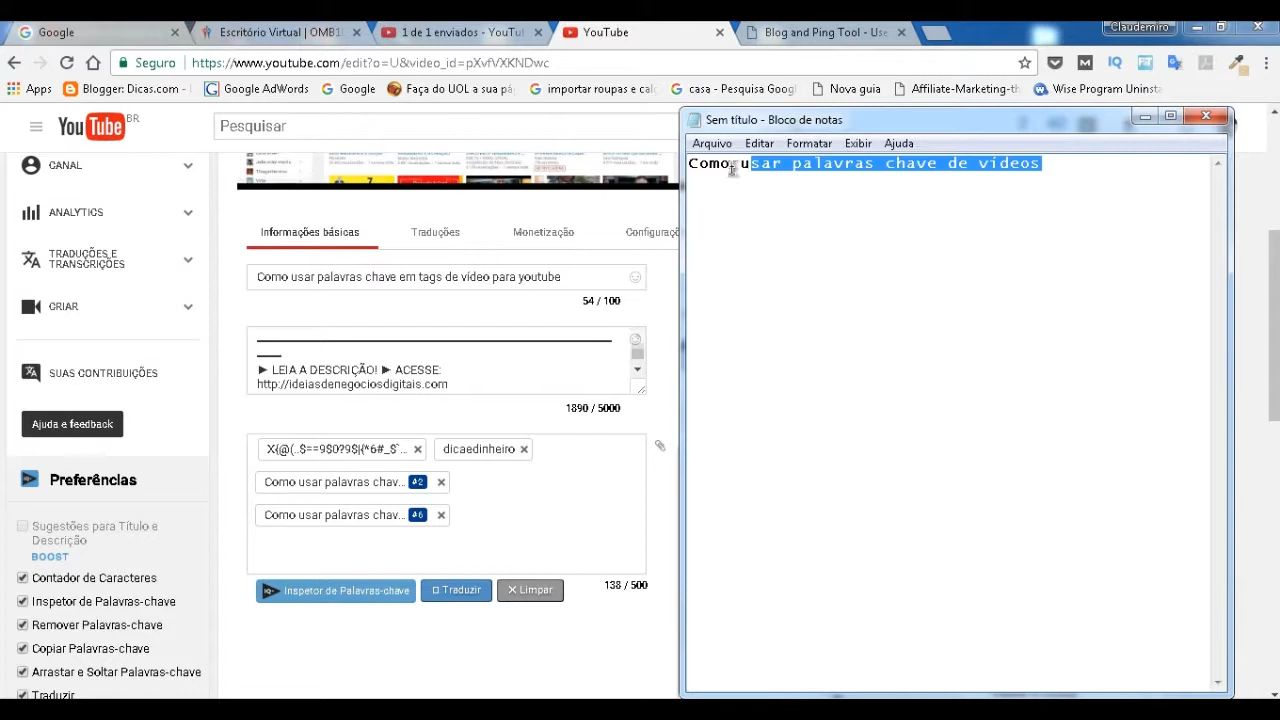 Google
Escritório Virtual | OMB1
1 de 1 enviados - YouTu
YouTube
Blog and Ping Tool - Use
Claudemiro
Seguro
https://www.youtube.com/edit?o=U&video_id=pXvfVXKNDwc
Apps
Blogger: Dicas.com -
Google AdWords
Google
Faça do UOL a sua pá
importar roupas e cal
casa - Pesquisa Goog
Nova guia
Affiliate-Marketing-th
Wise Program Uninsta
YouTube BR
Pesquisar
CANAL
ANALYTICS
TRADUÇÕES E
TRANSCRIÇÕES
CRIAR
SUAS CONTRIBUIÇÕES
Ajuda e feedback
Preferências
Sugestões para Título e
Descrição
BOOST
Contador de Caracteres
Inspetor de Palavras-chave
Remover Palavras-chave
Copiar Palavras-chave
Arrastar e Soltar Palavras-chave
Traduzir
Informações básicas
Traduções
Monetização
Configuraçõ
Como usar palavras chave em tags de vídeo para youtube
54 / 100
► LEIA A DESCRIÇÃO! ► ACESSE:
http://ideiasdenegociosdigitais.com
1890 / 5000
dicaedinheiro
Como usar palavras chav... #2
Como usar palavras chav... #6
Inspetor de Palavras-chave
Traduzir
Limpar
138 / 500
Sem título - Bloco de notas
Arquivo
Editar
Formatar
Exibir
Ajuda
Como usar palavras chave de vídeos